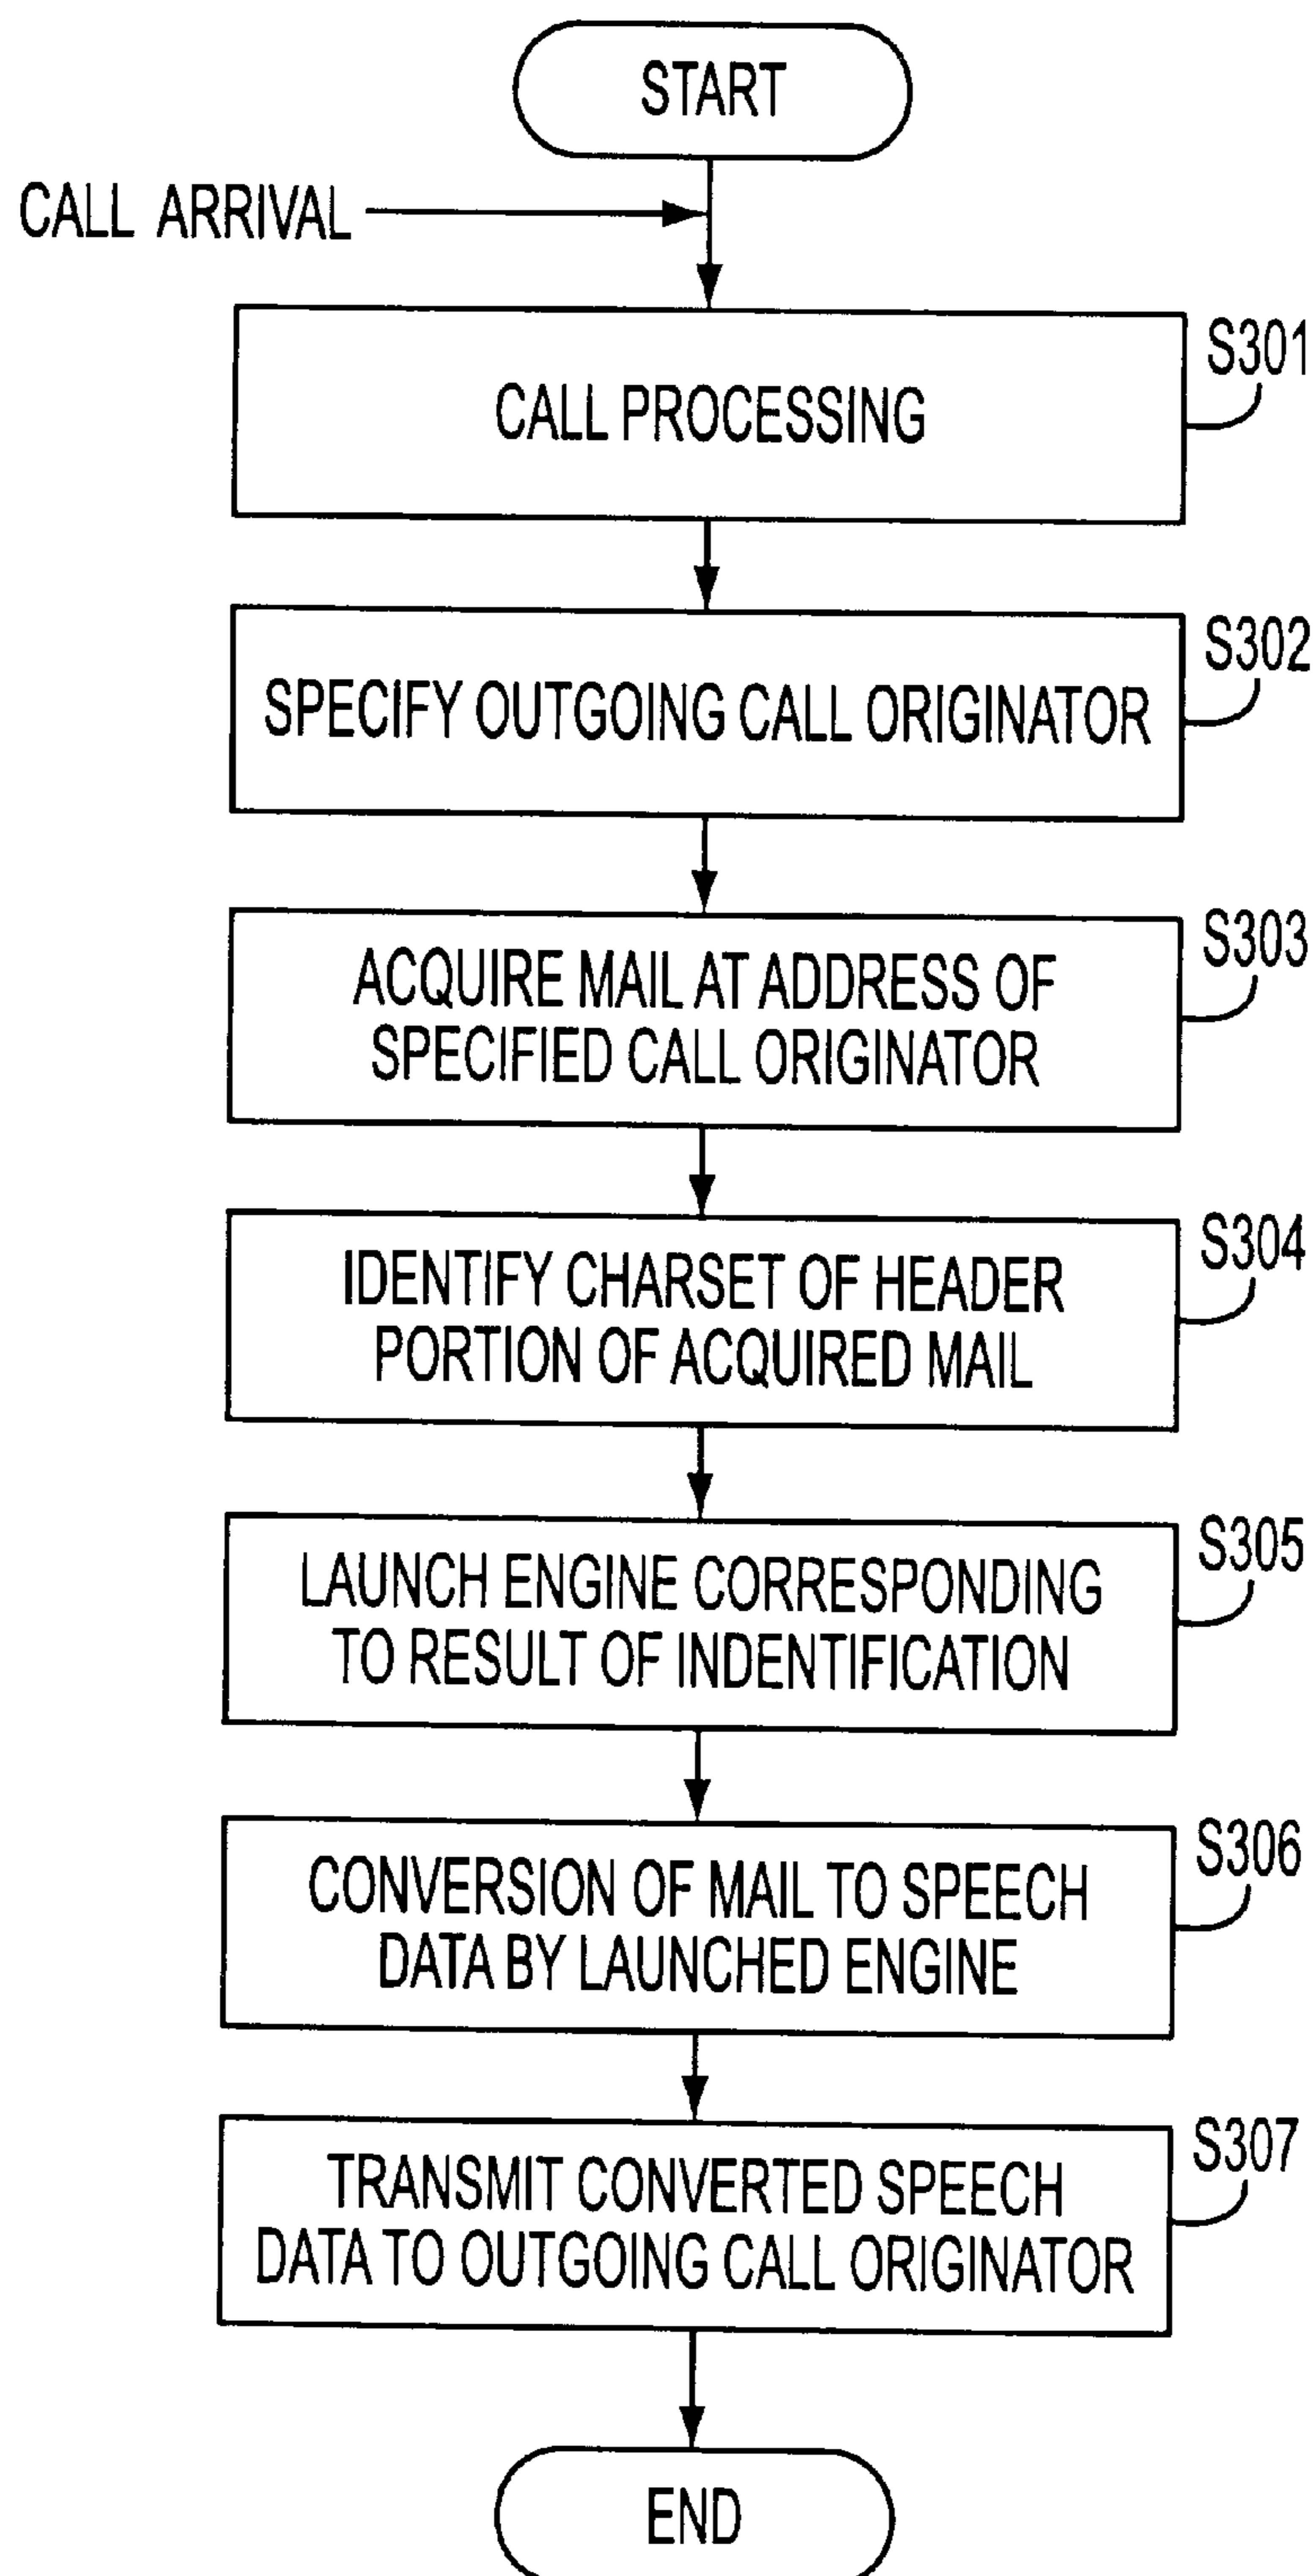 START
CALL ARRIVAL
S301
CALL PROCESSING
S302
SPECIFY OUTGOING CALL ORIGINATOR
S303
ACQUIRE MAIL AT ADDRESS OF
SPECIFIED CALL ORIGINATOR
S304
IDENTIFY CHARSET OF HEADER
PORTION OF ACQUIRED MAIL
S305
LAUNCH ENGINE CORRESPONDING
TO RESULT OF INDENTIFICATION
S306
CONVERSION OF MAIL TO SPEECH
DATA BY LAUNCHED ENGINE
S307
TRANSMIT CONVERTED SPEECH
DATA TO OUTGOING CALL ORIGINATOR
END